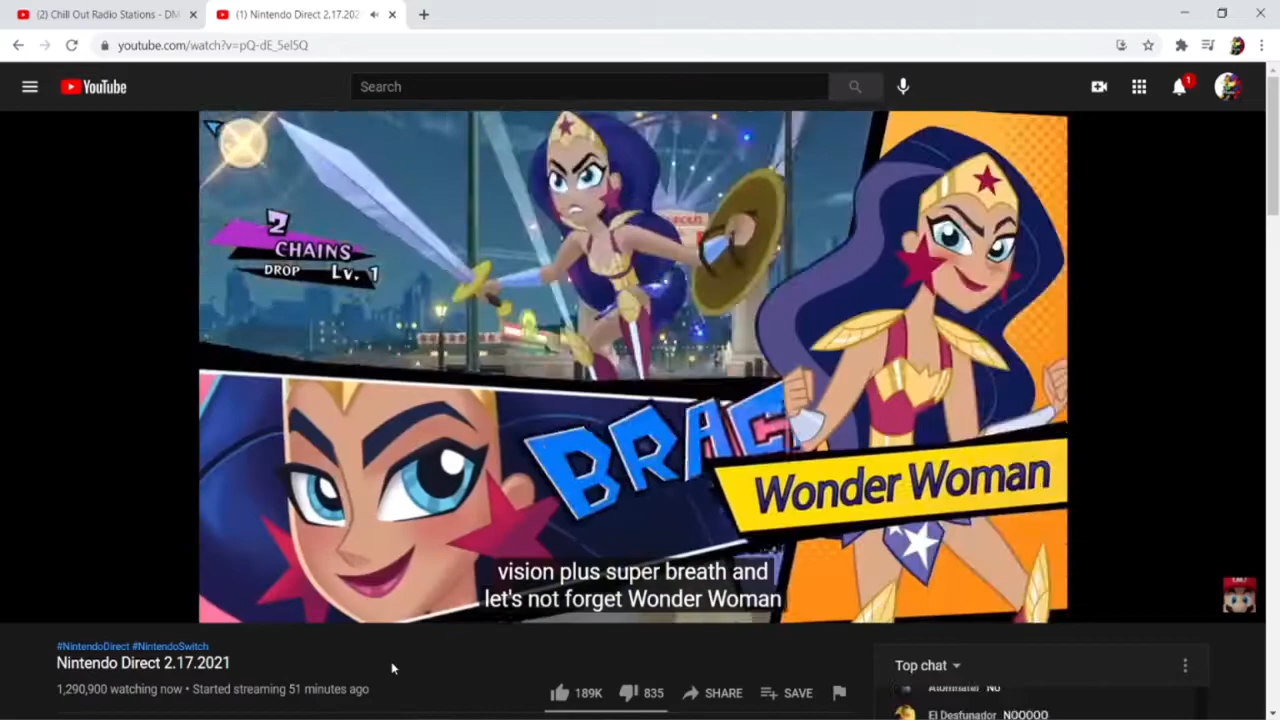 (2) Chill Out Radio Stations - DM
(1) Nintendo Direct 2.17.202
youtube.com/watch?v=pQ-dE_5el5Q
YouTube
Search
1
2
CHAINS
DROP Lv. 1
BRAC
Wonder Woman
vision plus super breath and
let's not forget Wonder Woman
#NintendoDirect #NintendoSwitch
Nintendo Direct 2.17.2021
1,290,900 watching now • Started streaming 51 minutes ago
189K 835 SHARE SAVE
Top chat
Atominater No
El Desfunador NOOOOO